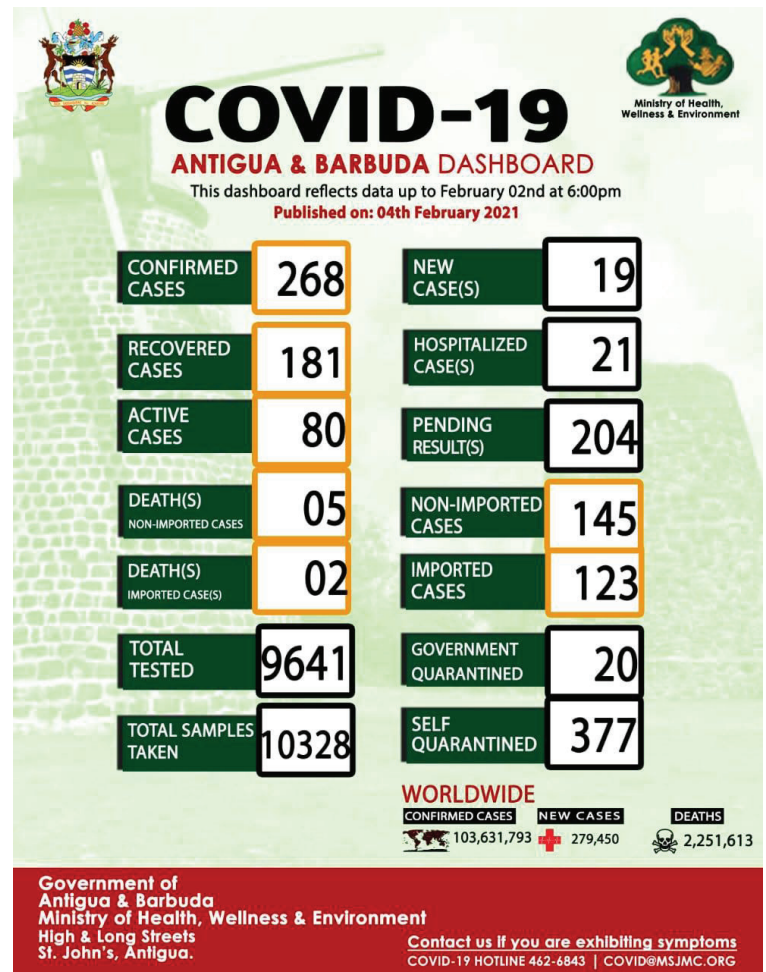 Ministry of Health,
Wellness & Environment
COVID-19
ANTIGUA & BARBUDA DASHBOARD
This dashboard reflects data up to February 02nd at 6:00pm
Published on: 04th February 2021
CONFIRMED
CASES
268
RECOVERED
CASES
181
ACTIVE
CASES
80
DEATH(S)
NON-IMPORTED CASES
05
DEATH(S)
IMPORTED CASE(S)
02
TOTAL
TESTED
9641
TOTAL SAMPLES
TAKEN
10328
NEW
CASE(S)
19
HOSPITALIZED
CASE(S)
21
PENDING
RESULT(S)
204
NON-IMPORTED
CASES
145
IMPORTED
CASES
123
GOVERNMENT
QUARANTINED
20
SELF
QUARANTINED
377
WORLDWIDE
CONFIRMED CASES
103,631,793
NEW CASES
279,450
DEATHS
2,251,613
Government of
Antigua & Barbuda
Ministry of Health, Wellness & Environment
High & Long Streets
St. John's, Antigua.
Contact us if you are exhibiting symptoms
COVID-19 HOTLINE 462-6843 | COVID@MSJMC.ORG